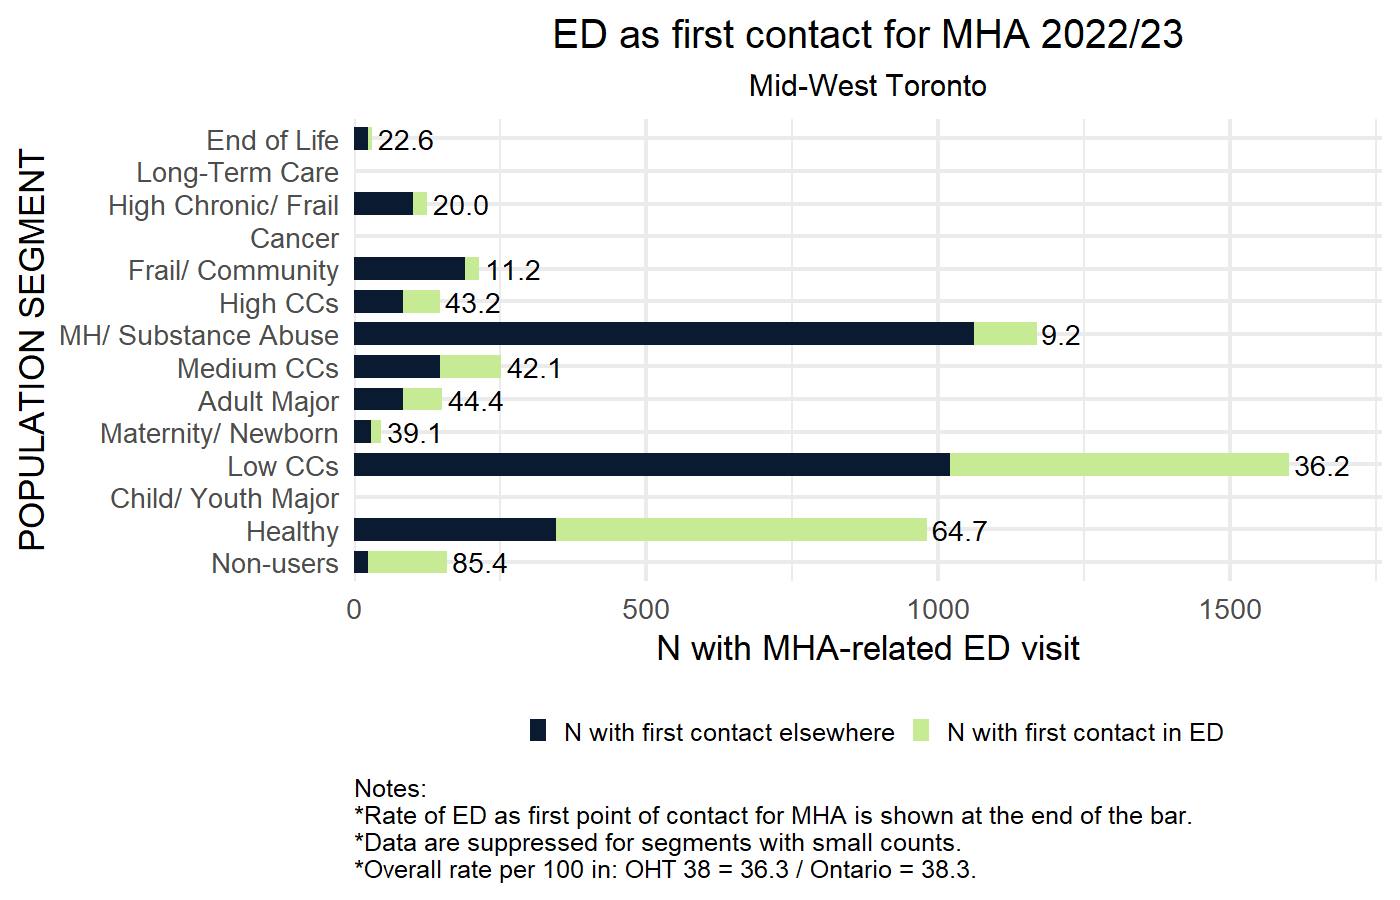 ED as first contact for MHA 2022/23
Mid-West Toronto
POPULATION SEGMENT
End of Life 22.6
Long-Term Care
High Chronic/ Frail 20.0
Cancer
Frail/ Community 11.2
High CCs 43.2
MH/ Substance Abuse 9.2
Medium CCs 42.1
Adult Major 44.4
Maternity/ Newborn 39.1
Low CCs 36.2
Child/ Youth Major
Healthy 64.7
Non-users 85.4
0 500 1000 1500
N with MHA-related ED visit
N with first contact elsewhere N with first contact in ED
Notes:
*Rate of ED as first point of contact for MHA is shown at the end of the bar.
*Data are suppressed for segments with small counts.
*Overall rate per 100 in: OHT 38 = 36.3 / Ontario = 38.3.